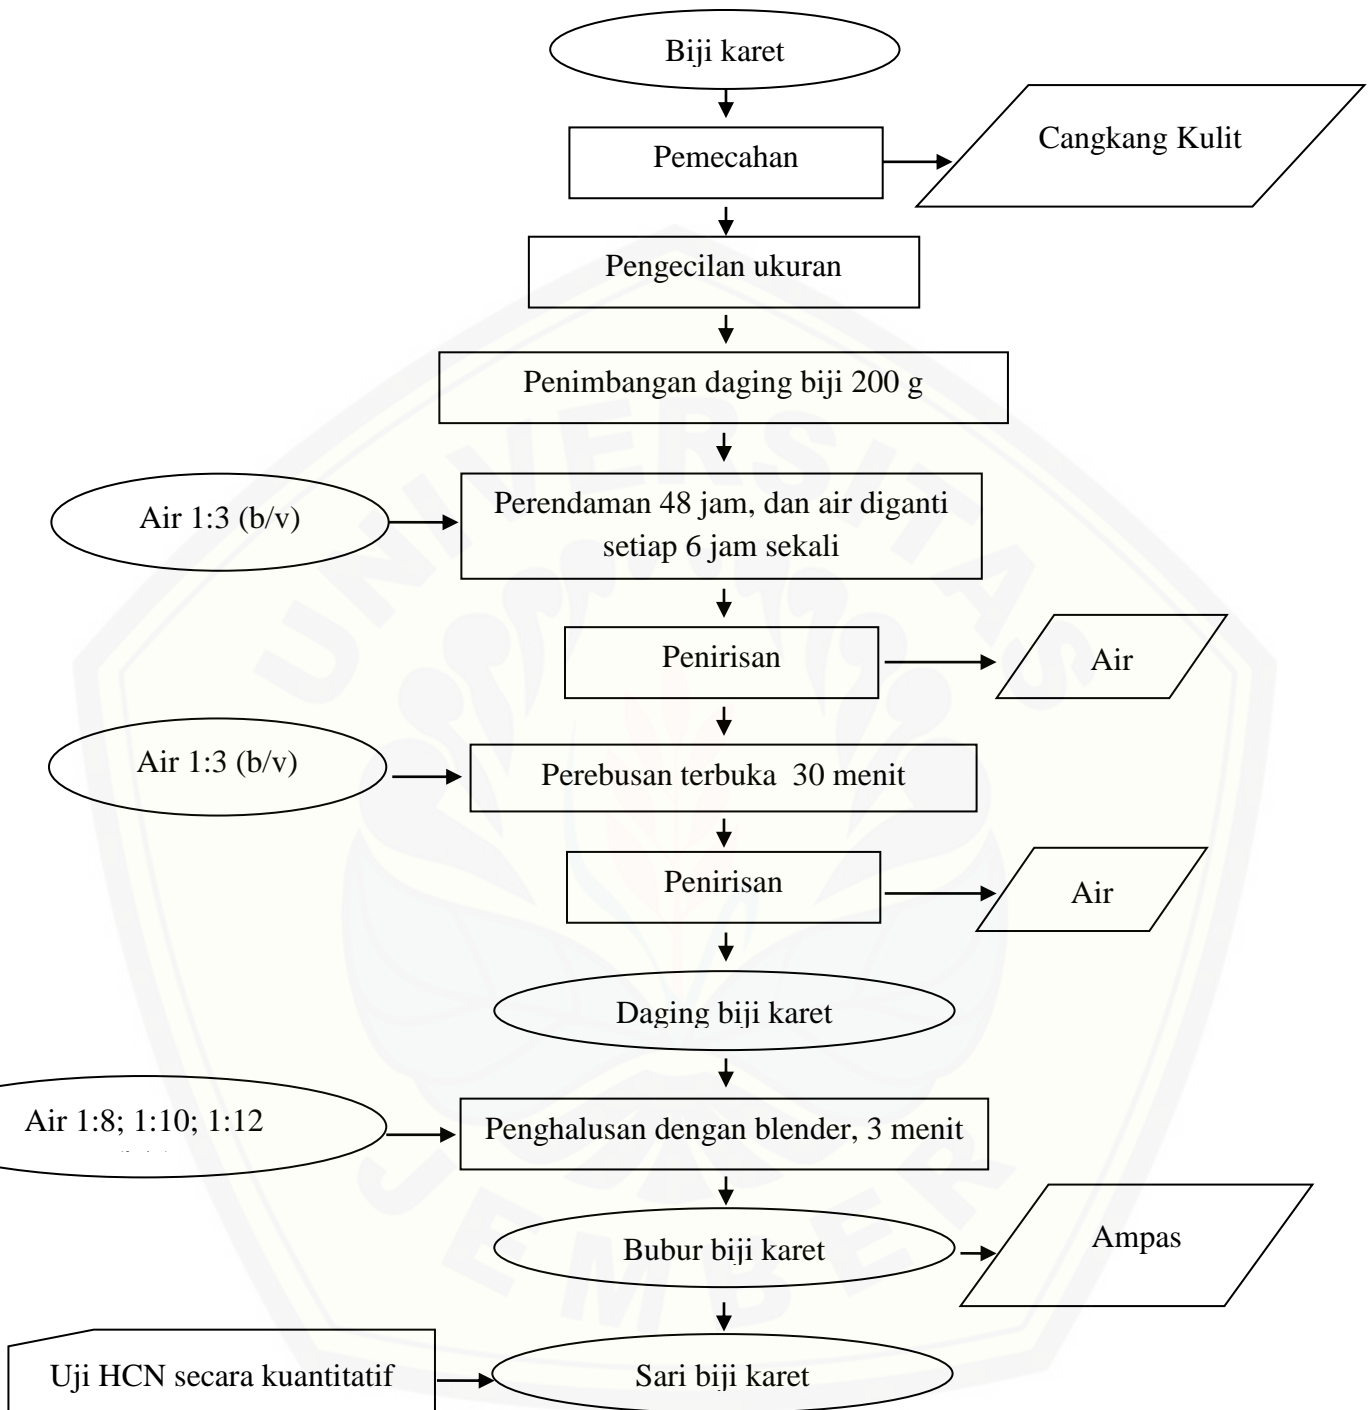 Biji karet
Cangkang Kulit
Pemecahan
Pengecilan ukuran
Penimbangan daging biji 200 g
Air 1:3 (b/v)
Perendaman 48 jam, dan air diganti
setiap 6 jam sekali
Penirisan
Air
Air 1:3 (b/v)
Perebusan terbuka  30 menit
Penirisan
Air
Daging biji karet
Air 1:8; 1:10; 1:12
Penghalusan dengan blender, 3 menit
Bubur biji karet
Ampas
Uji HCN secara kuantitatif
Sari biji karet
UNIVERSITAS
JEMBER